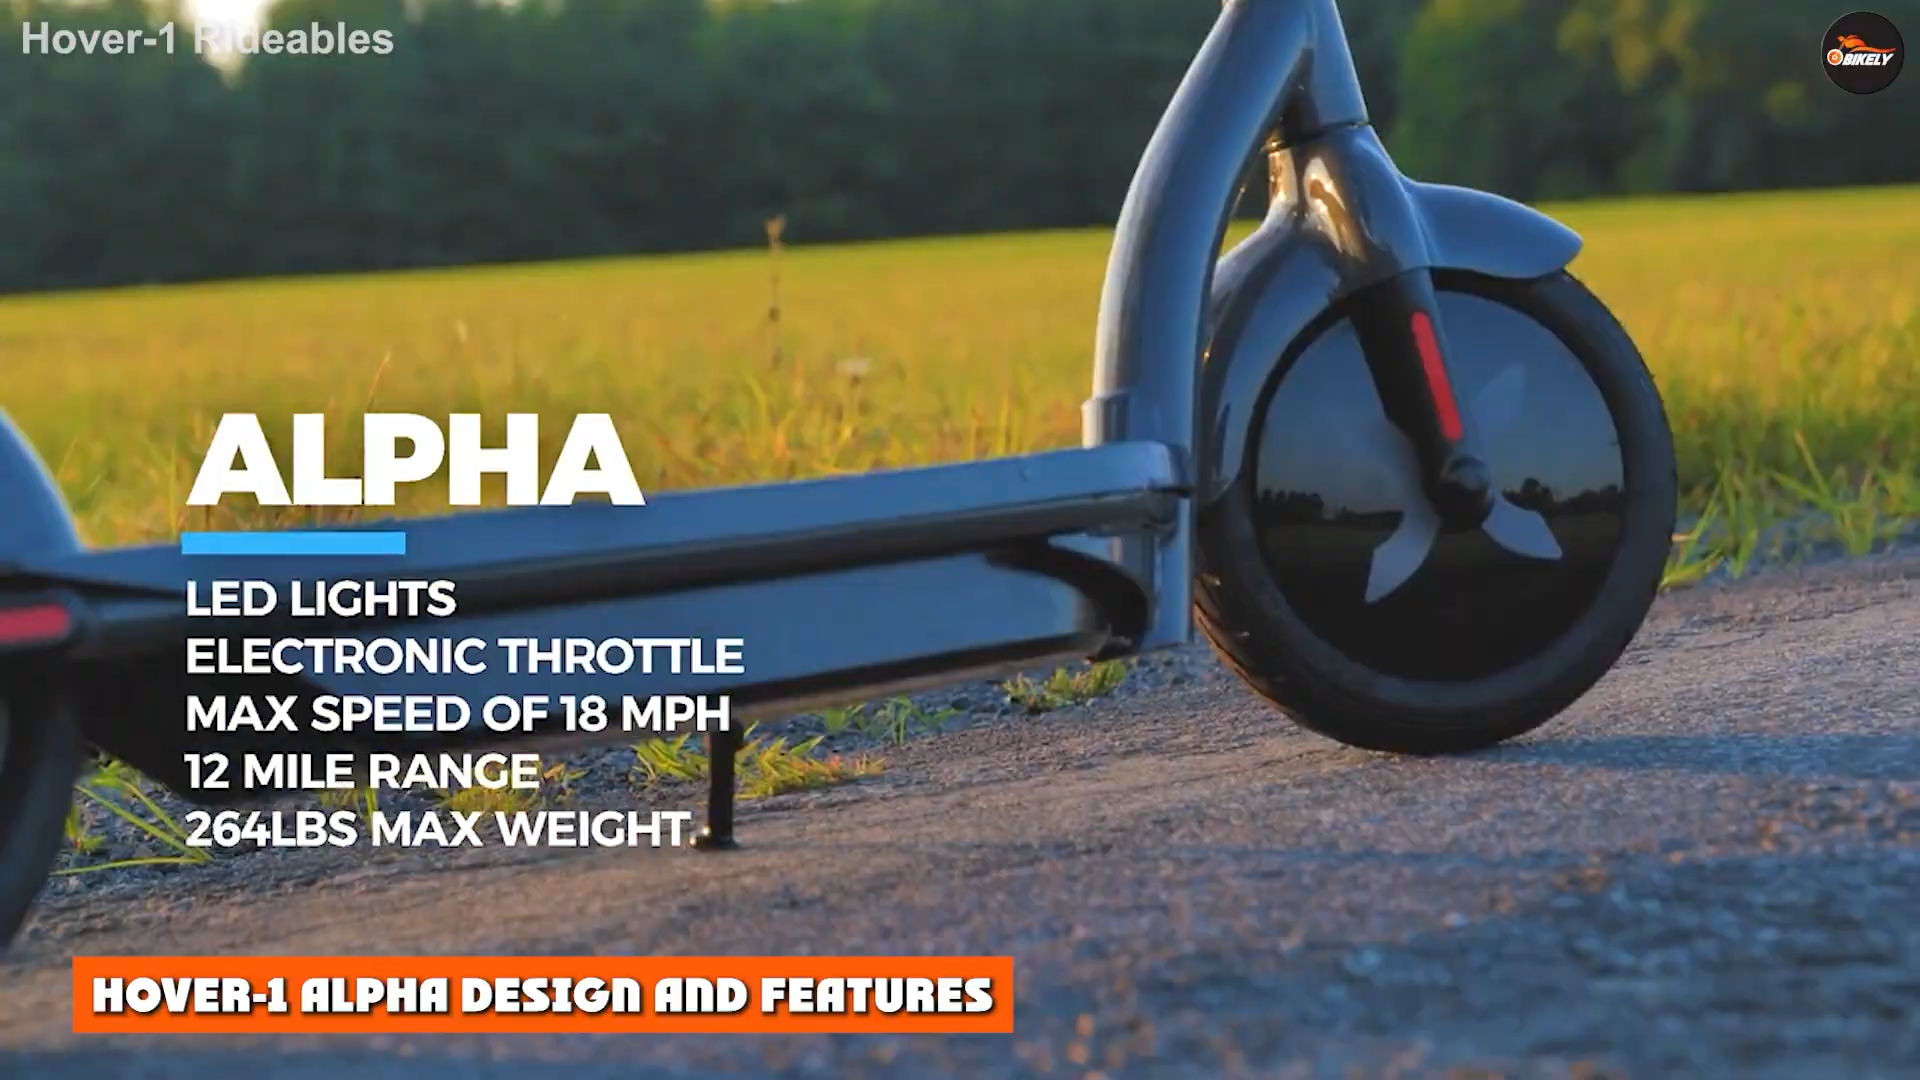 Hover-1 Rideables
BIKELY
ALPHA
LED LIGHTS
ELECTRONIC THROTTLE
MAX SPEED OF 18 MPH
12 MILE RANGE
264LBS MAX WEIGHT
HOVER-1 ALPHA DESIGN AND FEATURES